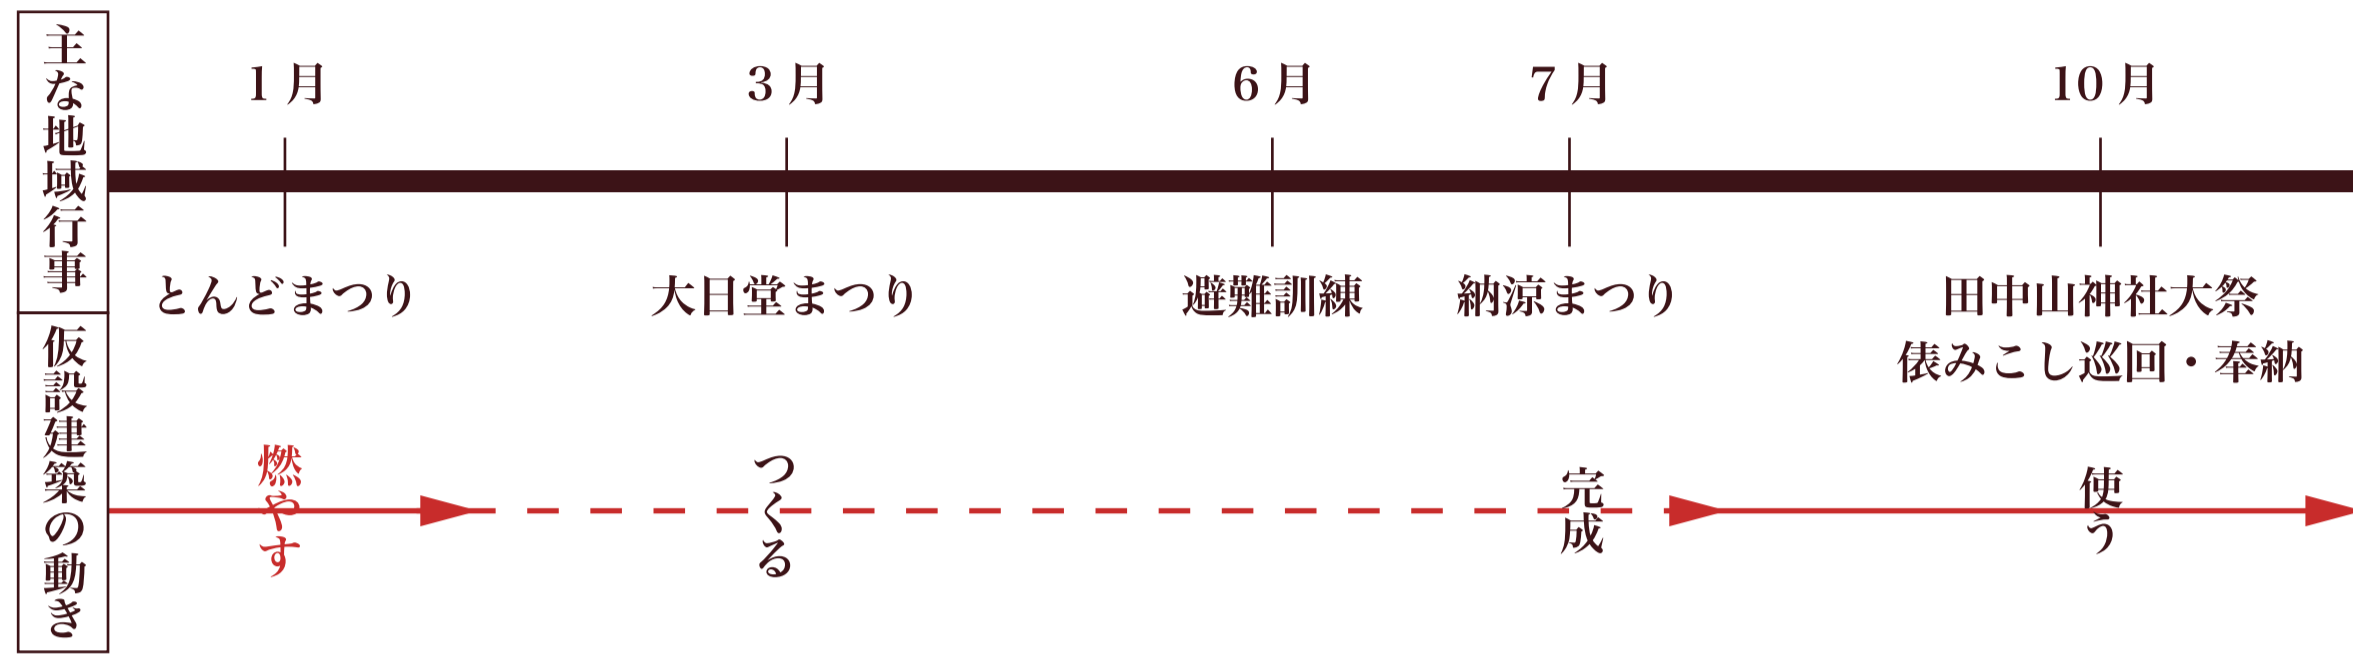 主な地域行事
1月
3月
6月
7月
10月
とんどまつり
大日堂まつり
避難訓練
納涼まつり
田中山神社大祭
俵みこし巡回・奉納
仮設建築の動き
燃やす
つくる
完成
使う